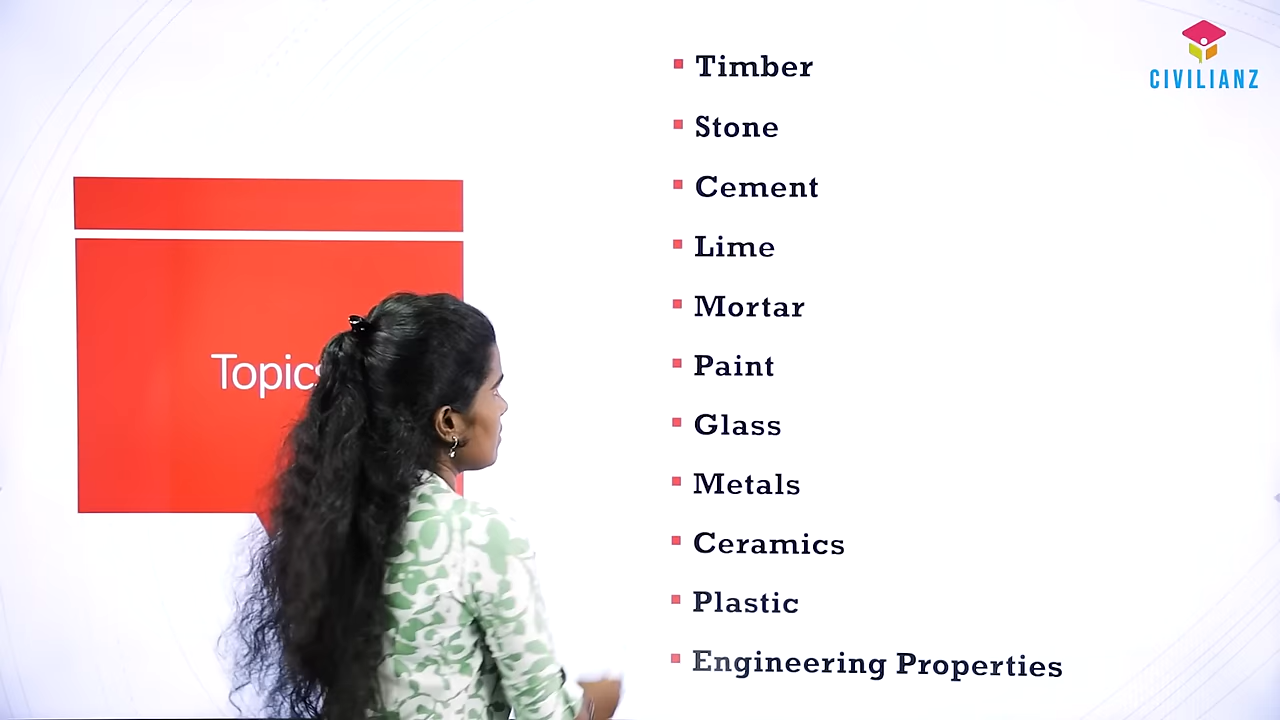 CIVILIANZ
Topics
Timber
Stone
Cement
Lime
Mortar
Paint
Glass
Metals
Ceramics
Plastic
Engineering Properties